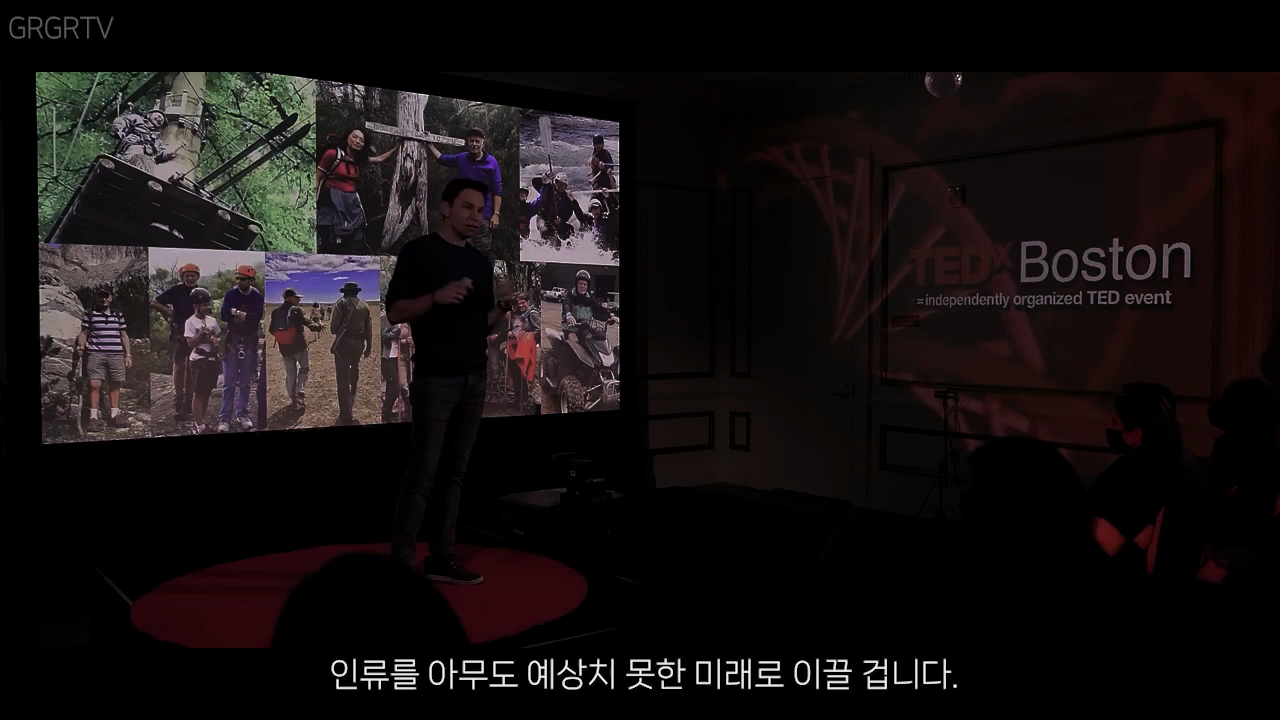 GRGRTV
TEDx Boston
=independently organized TED event
인류를 아무도 예상치 못한 미래로 이끌 겁니다.